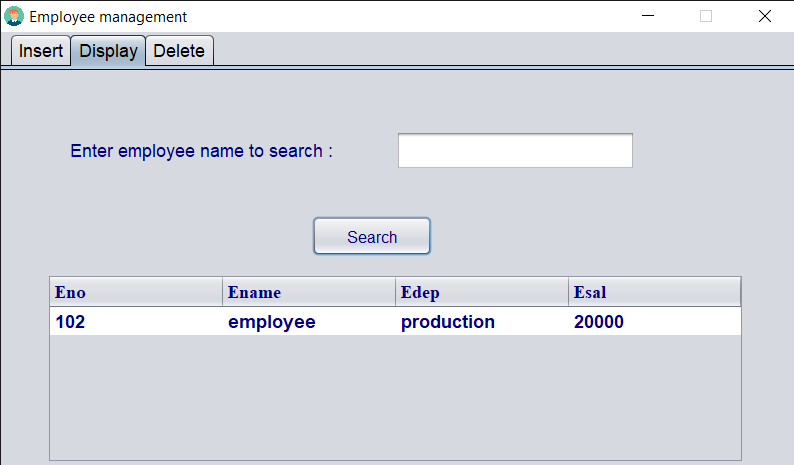 Employee management
Insert Display Delete
Enter employee name to search :
Search
Eno Ename Edep Esal
102 employee production 20000